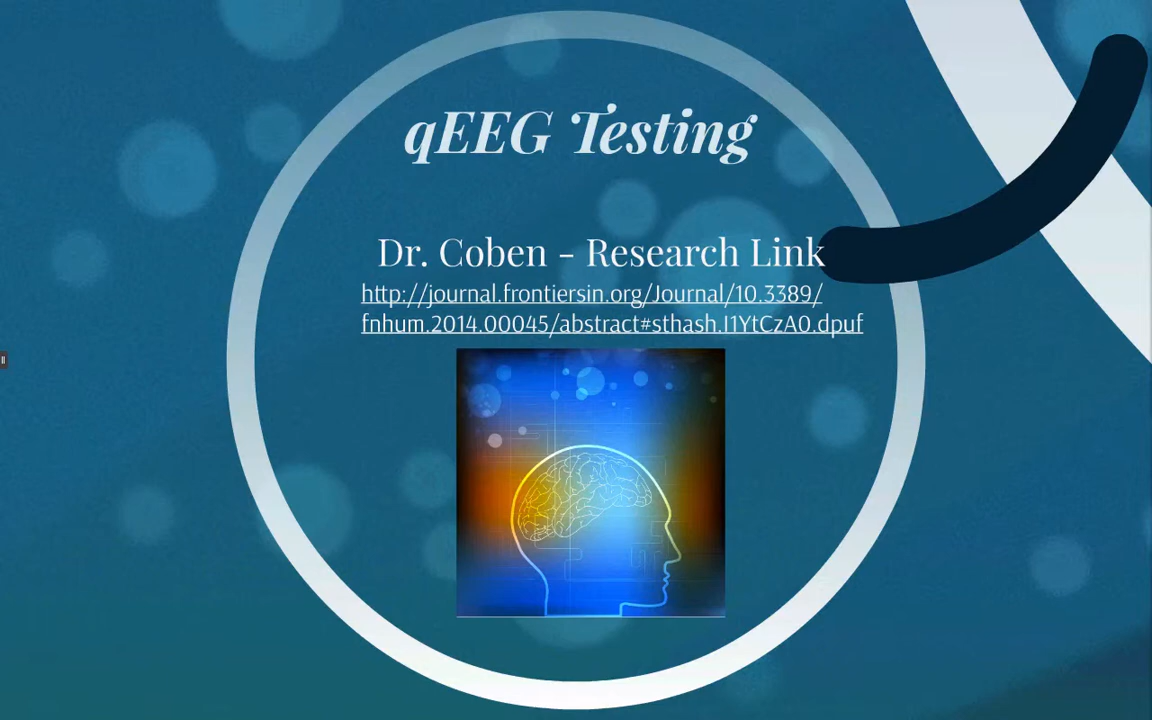 qEEG Testing
Dr. Coben - Research Link
http://journal.frontiersin.org/Journal/10.3389/
fnhum.2014.00045/abstract#sthash.I1YtCzA0.dpuf